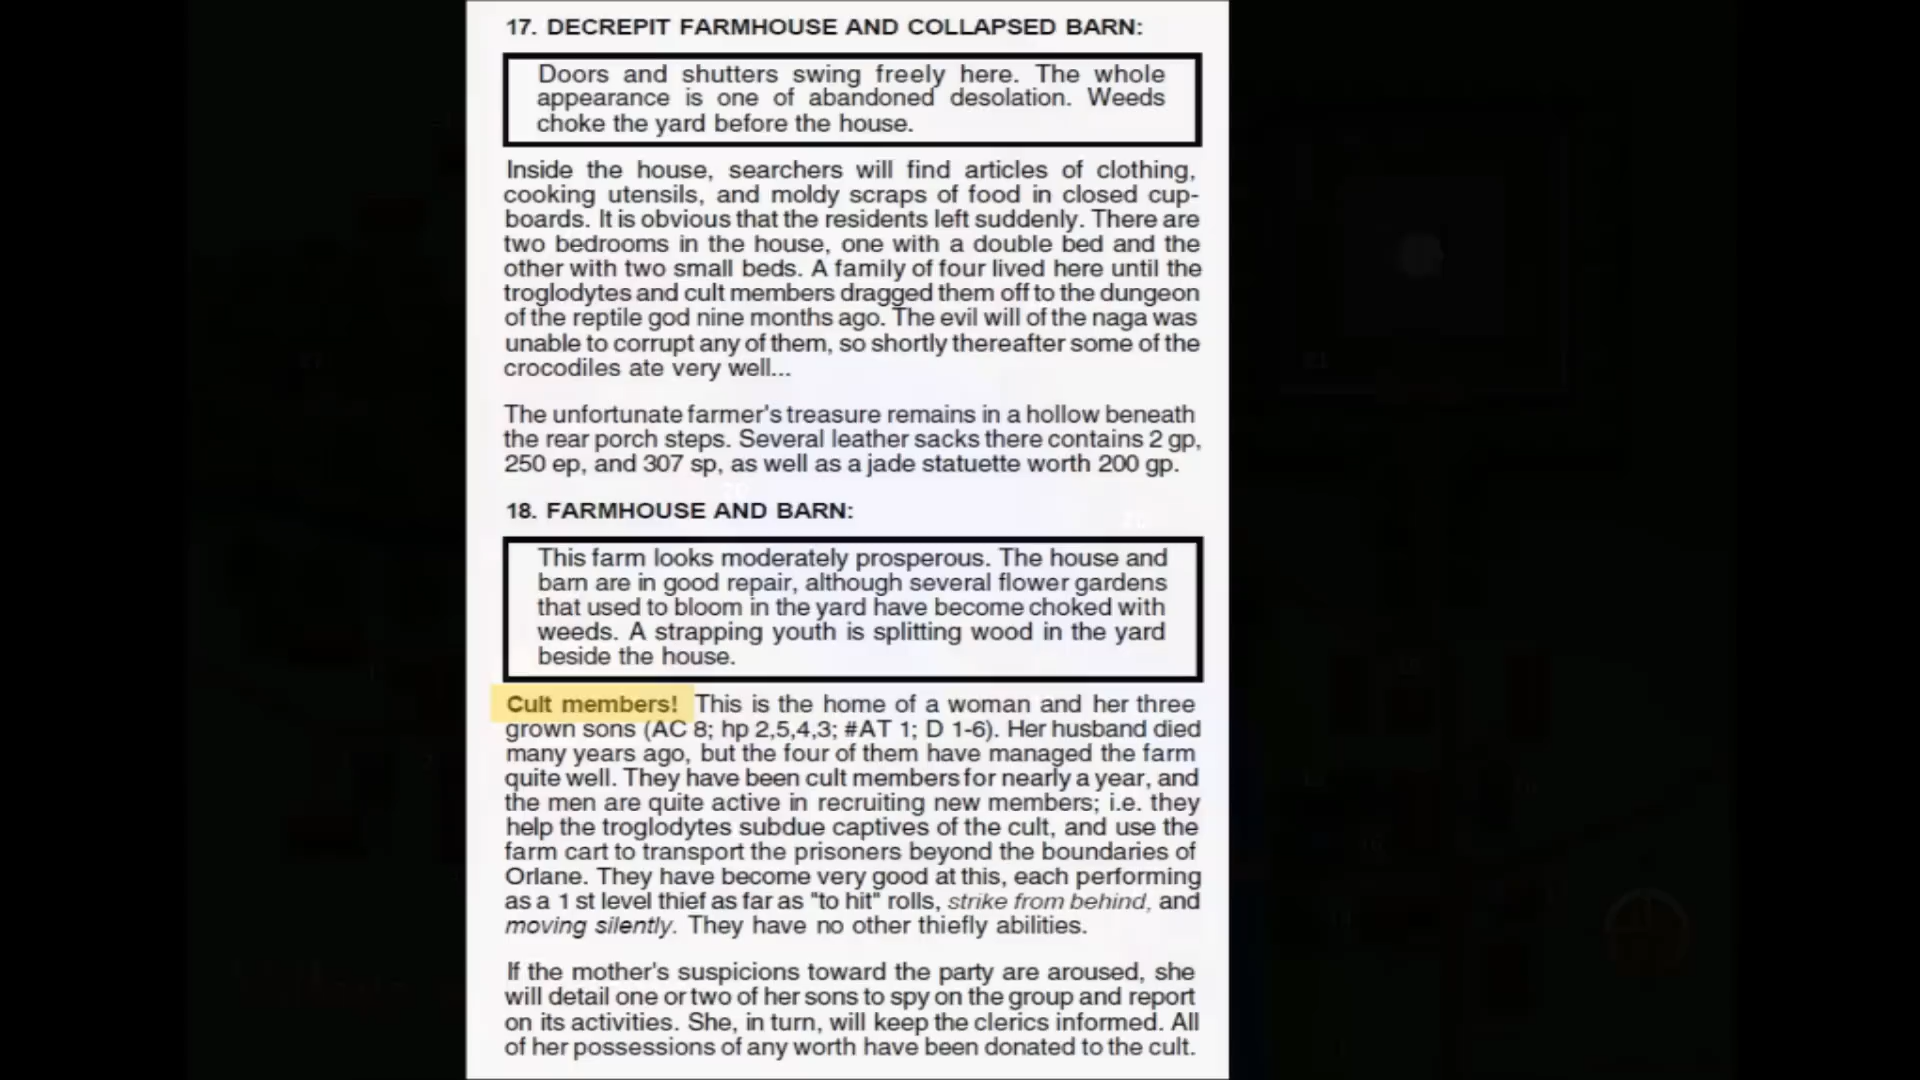 17. DECREPIT FARMHOUSE AND COLLAPSED BARN:
Doors and shutters swing freely here. The whole
appearance is one of abandoned desolation. Weeds
choke the yard before the house.
Inside the house, searchers will find articles of clothing,
cooking utensils, and moldy scraps of food in closed cup-
boards. It is obvious that the residents left suddenly. There are
two bedrooms in the house, one with a double bed and the
other with two small beds. A family of four lived here until the
troglodytes and cult members dragged them off to the dungeon
of the reptile god nine months ago. The evil will of the naga was
unable to corrupt any of them, so shortly thereafter some of the
crocodiles ate very well...
The unfortunate farmer's treasure remains in a hollow beneath
the rear porch steps. Several leather sacks there contains 2 gp,
250 ep, and 307 sp, as well as a jade statuette worth 200 gp.
18. FARMHOUSE AND BARN:
This farm looks moderately prosperous. The house and
barn are in good repair, although several flower gardens
that used to bloom in the yard have become choked with
weeds. A strapping youth is splitting wood in the yard
beside the house.
Cult members! This is the home of a woman and her three
grown sons (AC 8; hp 2,5,4,3; #AT 1; D 1-6). Her husband died
many years ago, but the four of them have managed the farm
quite well. They have been cult members for nearly a year, and
the men are quite active in recruiting new members; i.e. they
help the troglodytes subdue captives of the cult, and use the
farm cart to transport the prisoners beyond the boundaries of
Orlane. They have become very good at this, each performing
as a 1 st level thief as far as "to hit" rolls, strike from behind, and
moving silently. They have no other thiefly abilities.
If the mother's suspicions toward the party are aroused, she
will detail one or two of her sons to spy on the group and report
on its activities. She, in turn, will keep the clerics informed. All
of her possessions of any worth have been donated to the cult.